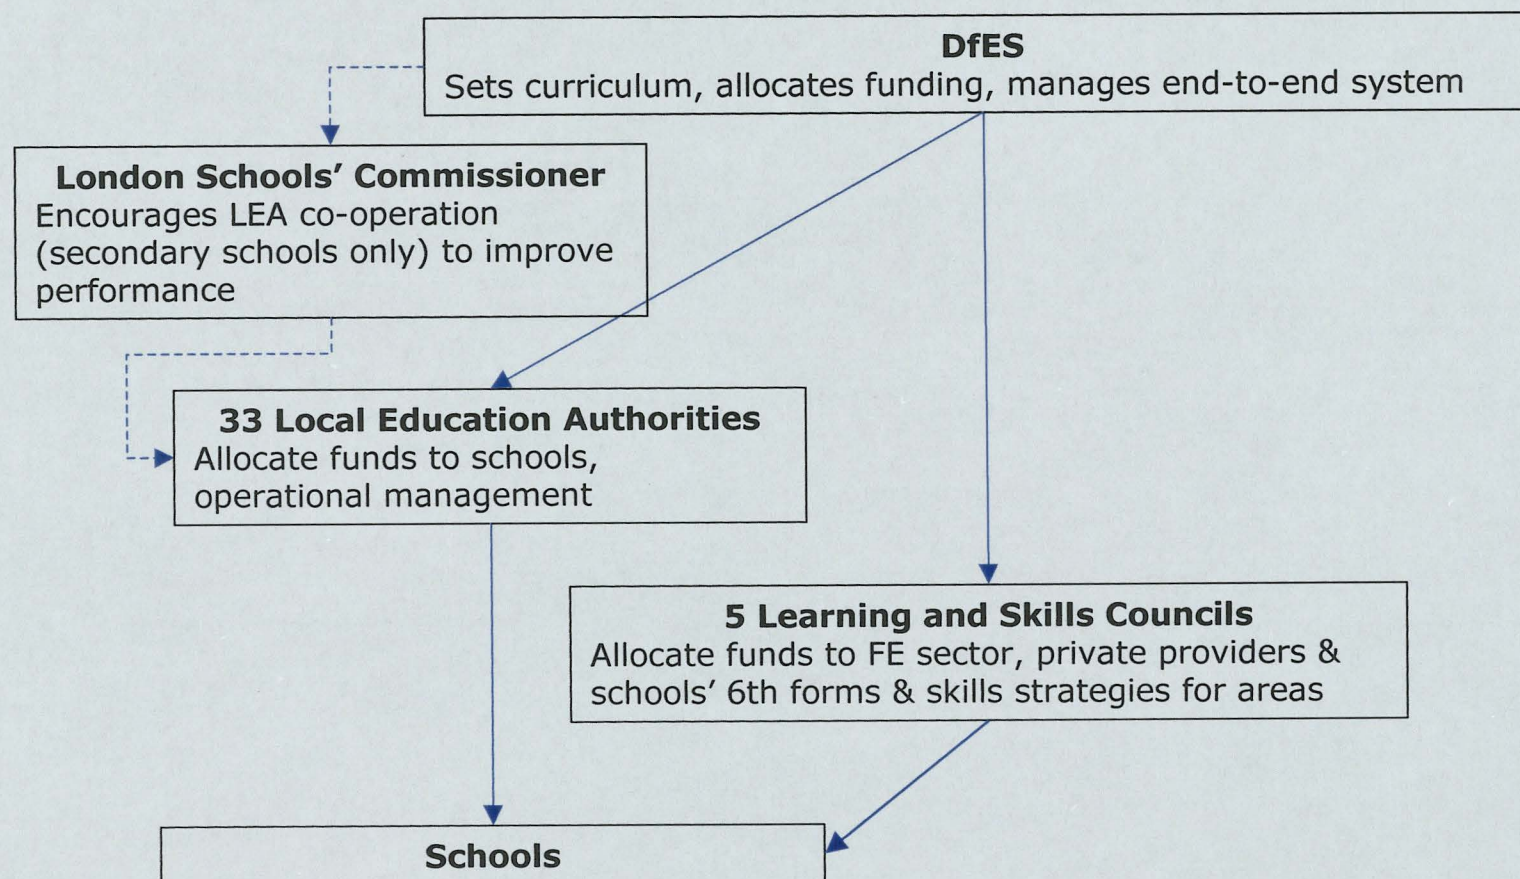 DfES
Sets curriculum, allocates funding, manages end-to-end system
London Schools’ Commissioner
Encourages LEA co-operation
(secondary schools only) to improve
performance
33 Local Education Authorities
Allocate funds to schools,
operational management
5 Learning and Skills Councils
Allocate funds to FE sector, private providers &
schools’ 6th forms & skills strategies for areas
Schools